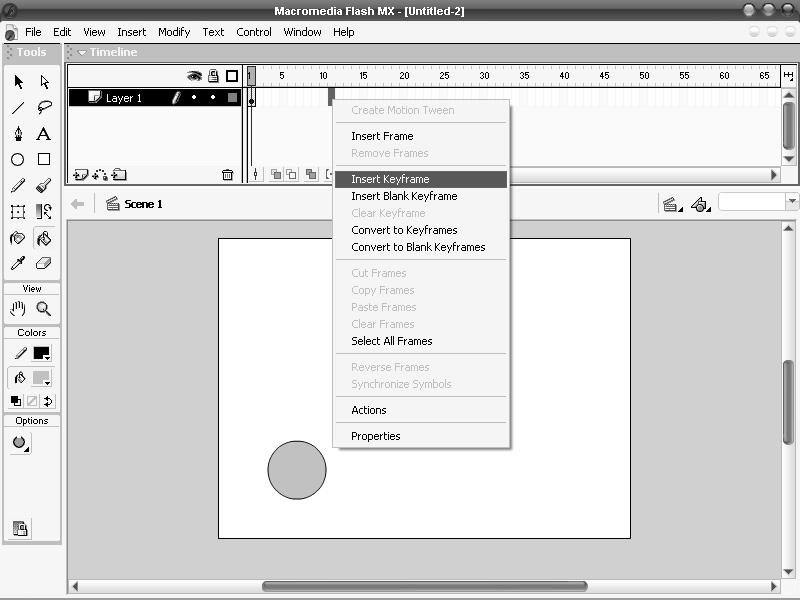 Macromedia Flash MX - [Untitled-2]
File Edit View Insert Modify Text Control Window Help
Tools
Timeline
1 5 10 15 20 25 30 35 40 45 50 55 60 65
Layer 1
Create Motion Tween
Insert Frame
Remove Frames
Insert Keyframe
Insert Blank Keyframe
Clear Keyframe
Convert to Keyframes
Convert to Blank Keyframes
Cut Frames
Copy Frames
Paste Frames
Clear Frames
Select All Frames
Reverse Frames
Synchronize Symbols
Actions
Properties
Scene 1
A
View
Colors
Options